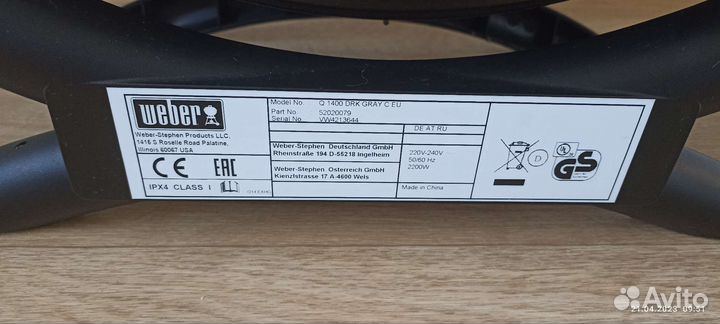 weber
Weber-Stephen Products LLC.
1415 S Roselle Road Palatine,
Illinois 60067 USA
CE EAC
IPX4 CLASS I
Model No. Q 1400 DRK GRAY C EU
Part No. 52020079
Serial No. VW4213644
DE AT RU
Weber-Stephen Deutschland GmbH
Rheinstraße 194 D-55218 Ingelheim
Weber-Stephen Österreich GmbH
Kienzlstrasse 17 A-4600 Wels
220V-240V
50/60 Hz
2200W
Made in China
D
GS
UL
Avito
21.04.2023 09:51